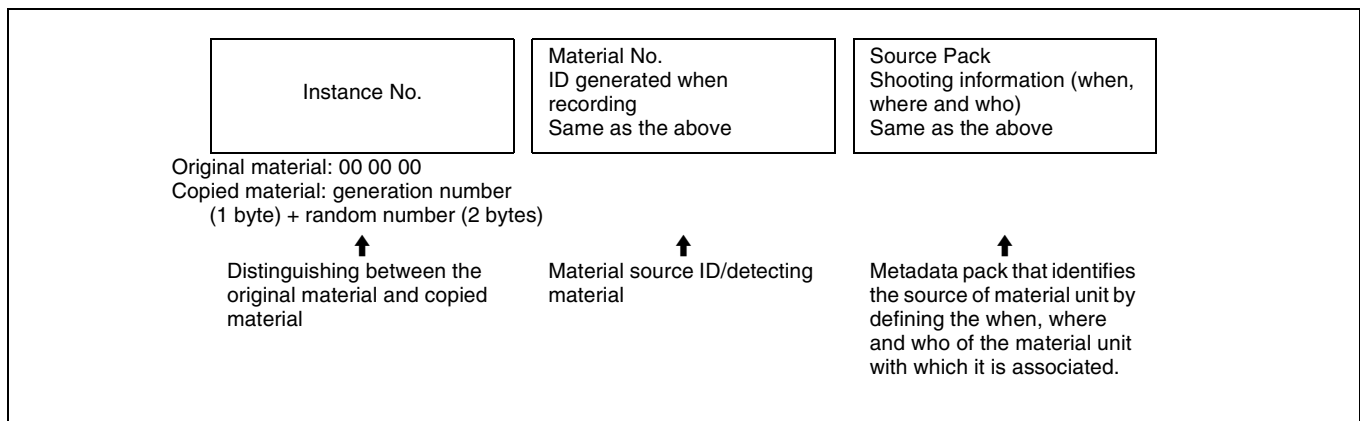 Instance No.
Material No.
ID generated when
recording
Same as the above
Source Pack
Shooting information (when,
where and who)
Same as the above
Original material: 00 00 00
Copied material: generation number
(1 byte) + random number (2 bytes)
Distinguishing between the
original material and copied
material
Material source ID/detecting
material
Metadata pack that identifies
the source of material unit by
defining the when, where
and who of the material unit
with which it is associated.